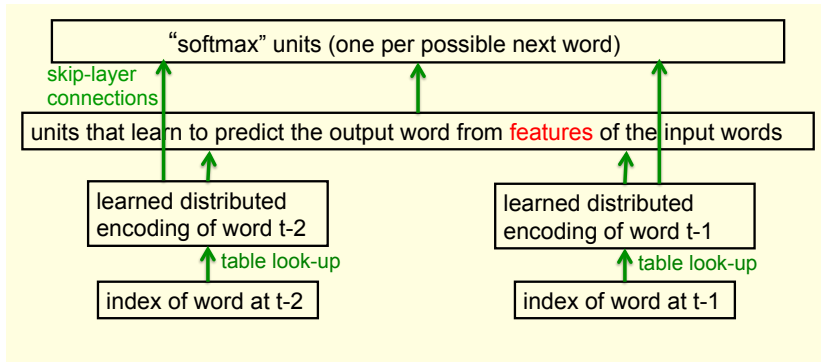 “softmax” units (one per possible next word)
skip-layer
connections
units that learn to predict the output word from features of the input words
learned distributed
encoding of word t-2
learned distributed
encoding of word t-1
table look-up
table look-up
index of word at t-2
index of word at t-1